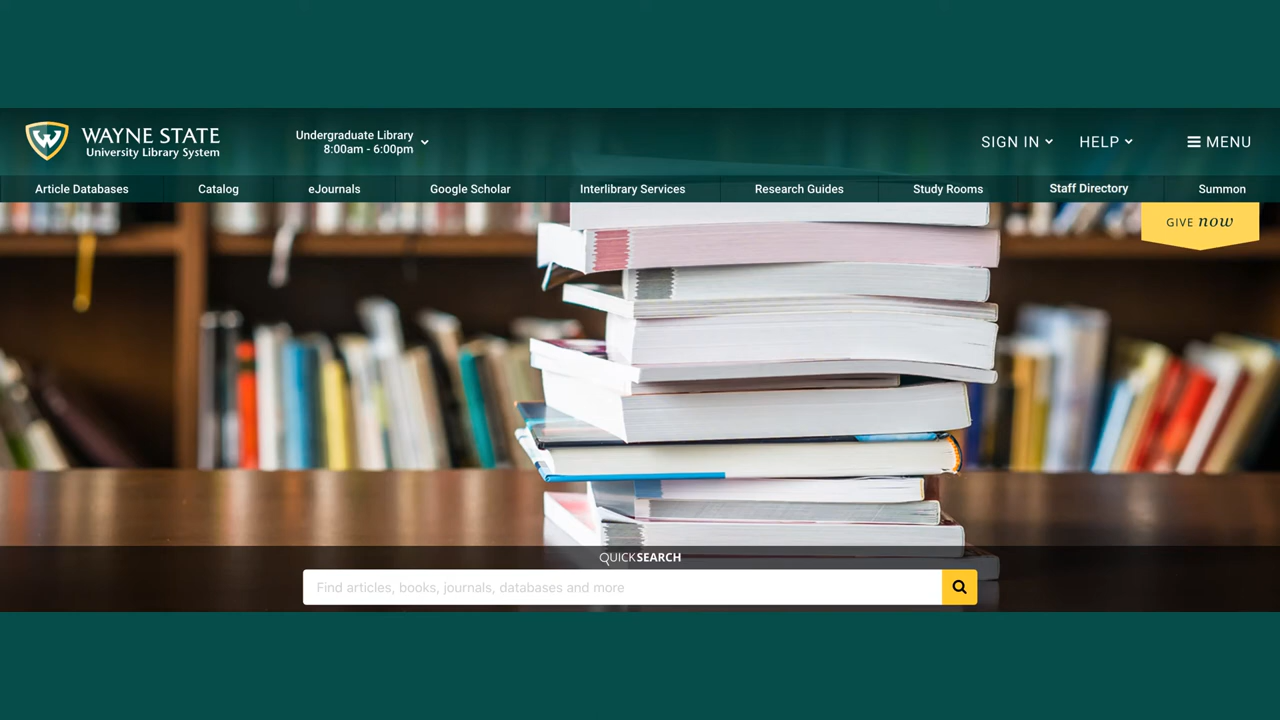 WAYNE STATE
University Library System
Undergraduate Library
8:00am - 6:00pm
SIGN IN
HELP
MENU
Article Databases
Catalog
eJournals
Google Scholar
Interlibrary Services
Research Guides
Study Rooms
Staff Directory
Summon
GIVE now
QUICKSEARCH
Find articles, books, journals, databases and more